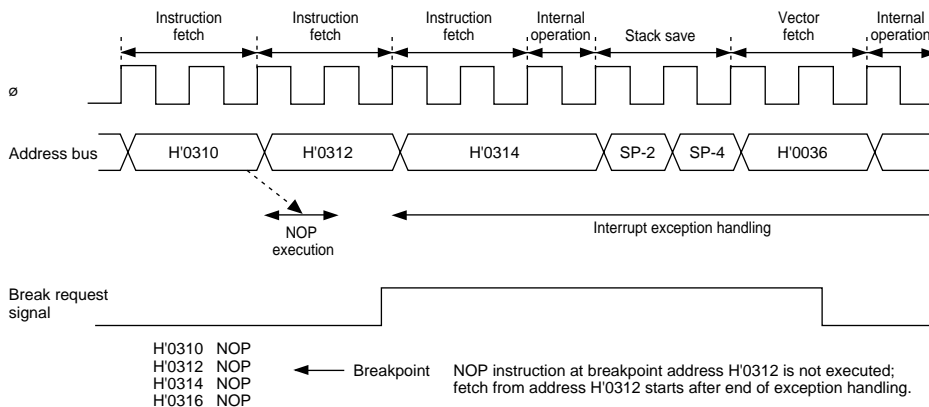 Instruction fetch
Instruction fetch
Instruction fetch
Internal operation
Stack save
Vector fetch
Internal operation
ø
Address bus
H'0310
H'0312
H'0314
SP-2
SP-4
H'0036
NOP execution
Interrupt exception handling
Break request signal
H'0310 NOP
H'0312 NOP
H'0314 NOP
H'0316 NOP
Breakpoint
NOP instruction at breakpoint address H'0312 is not executed;
fetch from address H'0312 starts after end of exception handling.